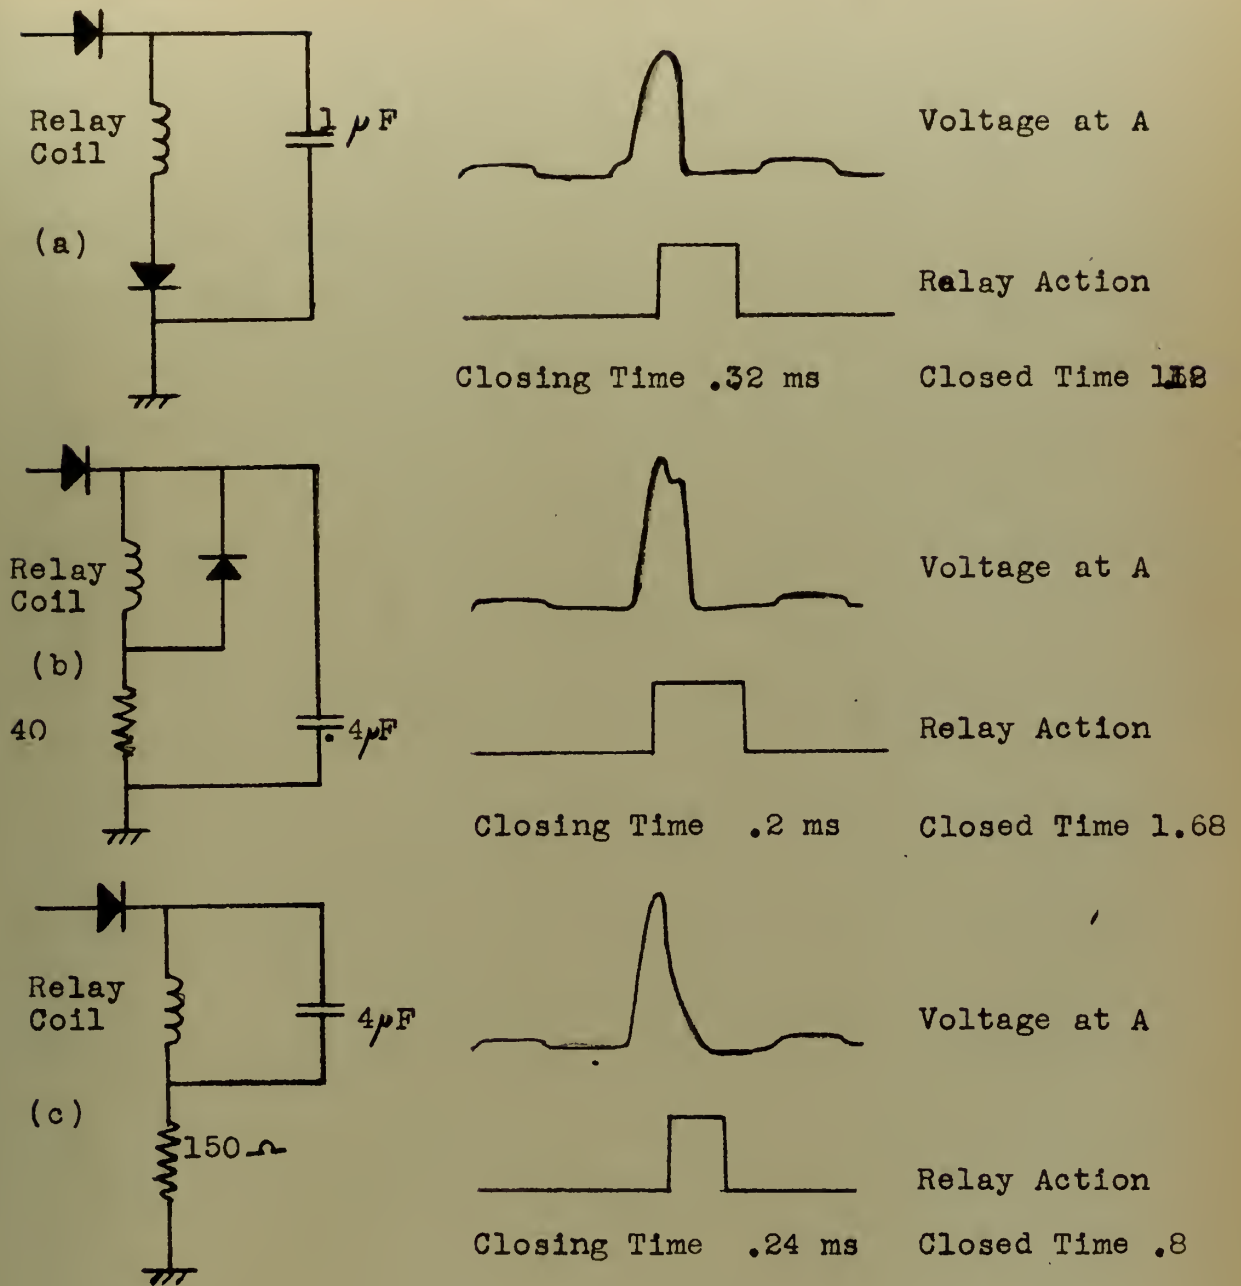 Relay
Coil
1 μF
Voltage at A
(a)
Relay Action
Closing Time .32 ms
Closed Time
Relay
Coil
(b)
40
.4μF
Voltage at A
Relay Action
Closing Time .2 ms
Closed Time 1.68
Relay
Coil
4μF
Voltage at A
(c)
150Ω
Relay Action
Closing Time .24 ms
Closed Time .8